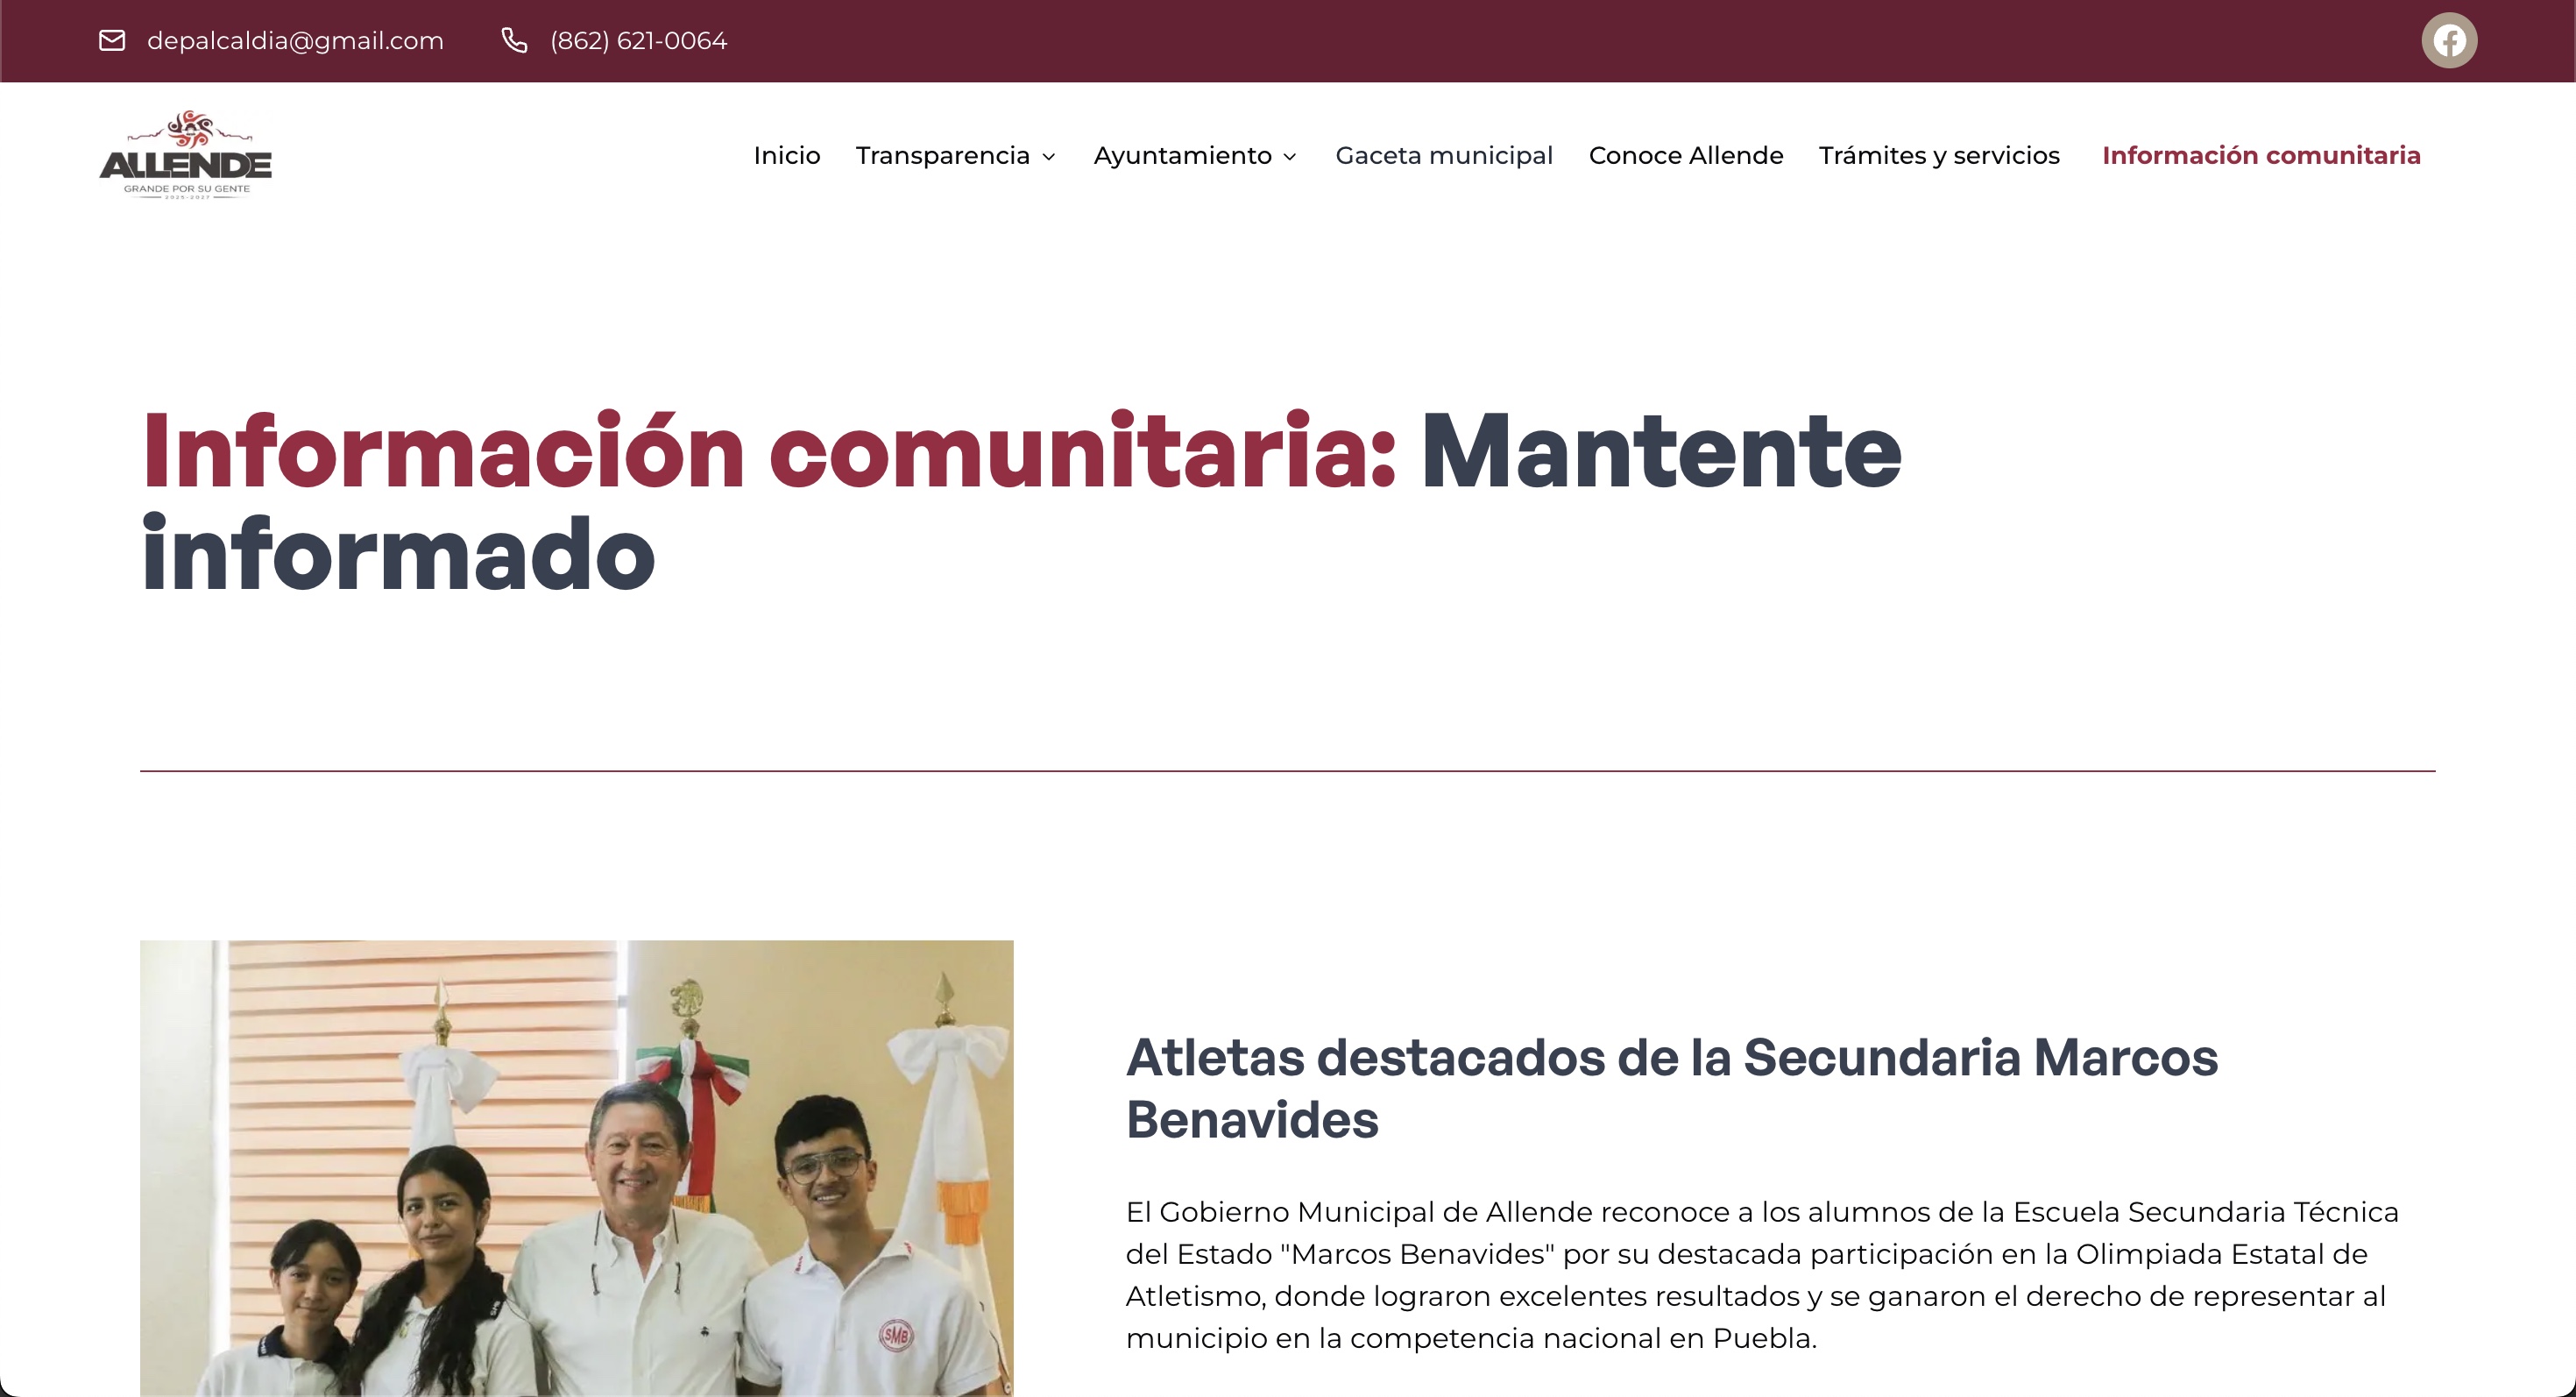 depalcaldia@gmail.com (862) 621-0064
ALLENDE
GRANDE POR SU GENTE
2025-2027
Inicio Transparencia Ayuntamiento Gaceta municipal Conoce Allende Trámites y servicios Información comunitaria
Información comunitaria: Mantente
informado
Atletas destacados de la Secundaria Marcos
Benavides
El Gobierno Municipal de Allende reconoce a los alumnos de la Escuela Secundaria Técnica
del Estado "Marcos Benavides" por su destacada participación en la Olimpiada Estatal de
Atletismo, donde lograron excelentes resultados y se ganaron el derecho de representar al
municipio en la competencia nacional en Puebla.
SMB